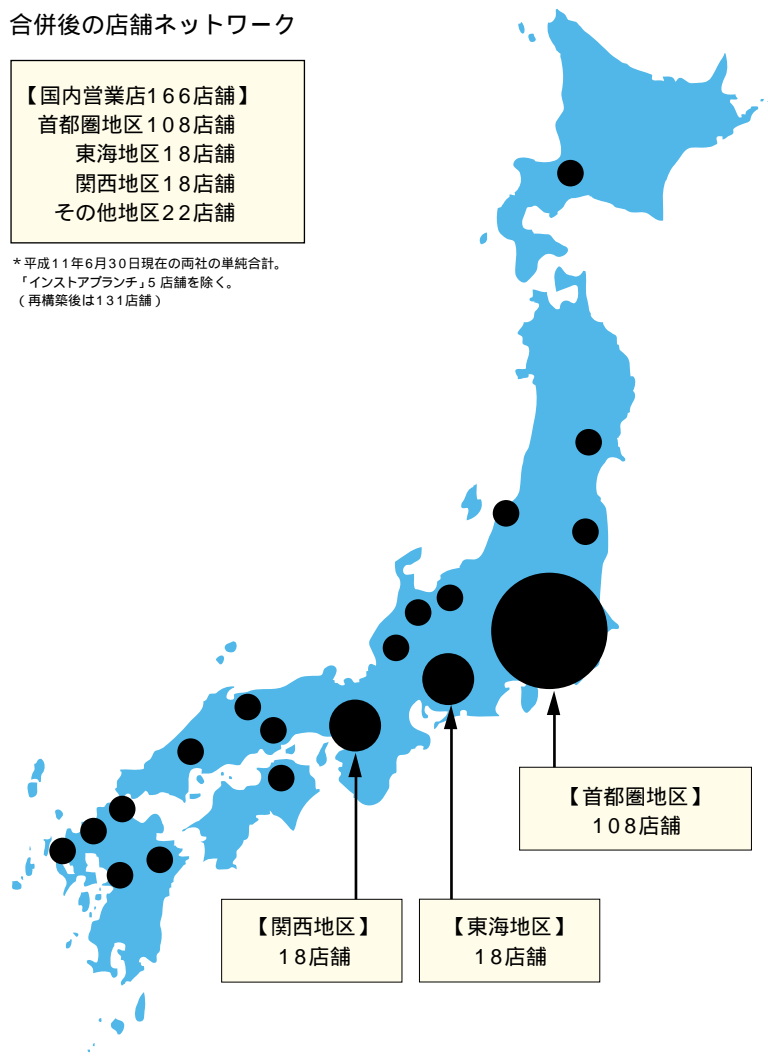 合併後の店舗ネットワーク
【国内営業店166店舗】
首都圏地区108店舗
東海地区18店舗
関西地区18店舗
その他地区22店舗
*平成11年6月30日現在の両社の単純合計。
「インストアブランチ」5店舗を除く。
(再構築後は131店舗)
【首都圏地区】
108店舗
【関西地区】
18店舗
【東海地区】
18店舗